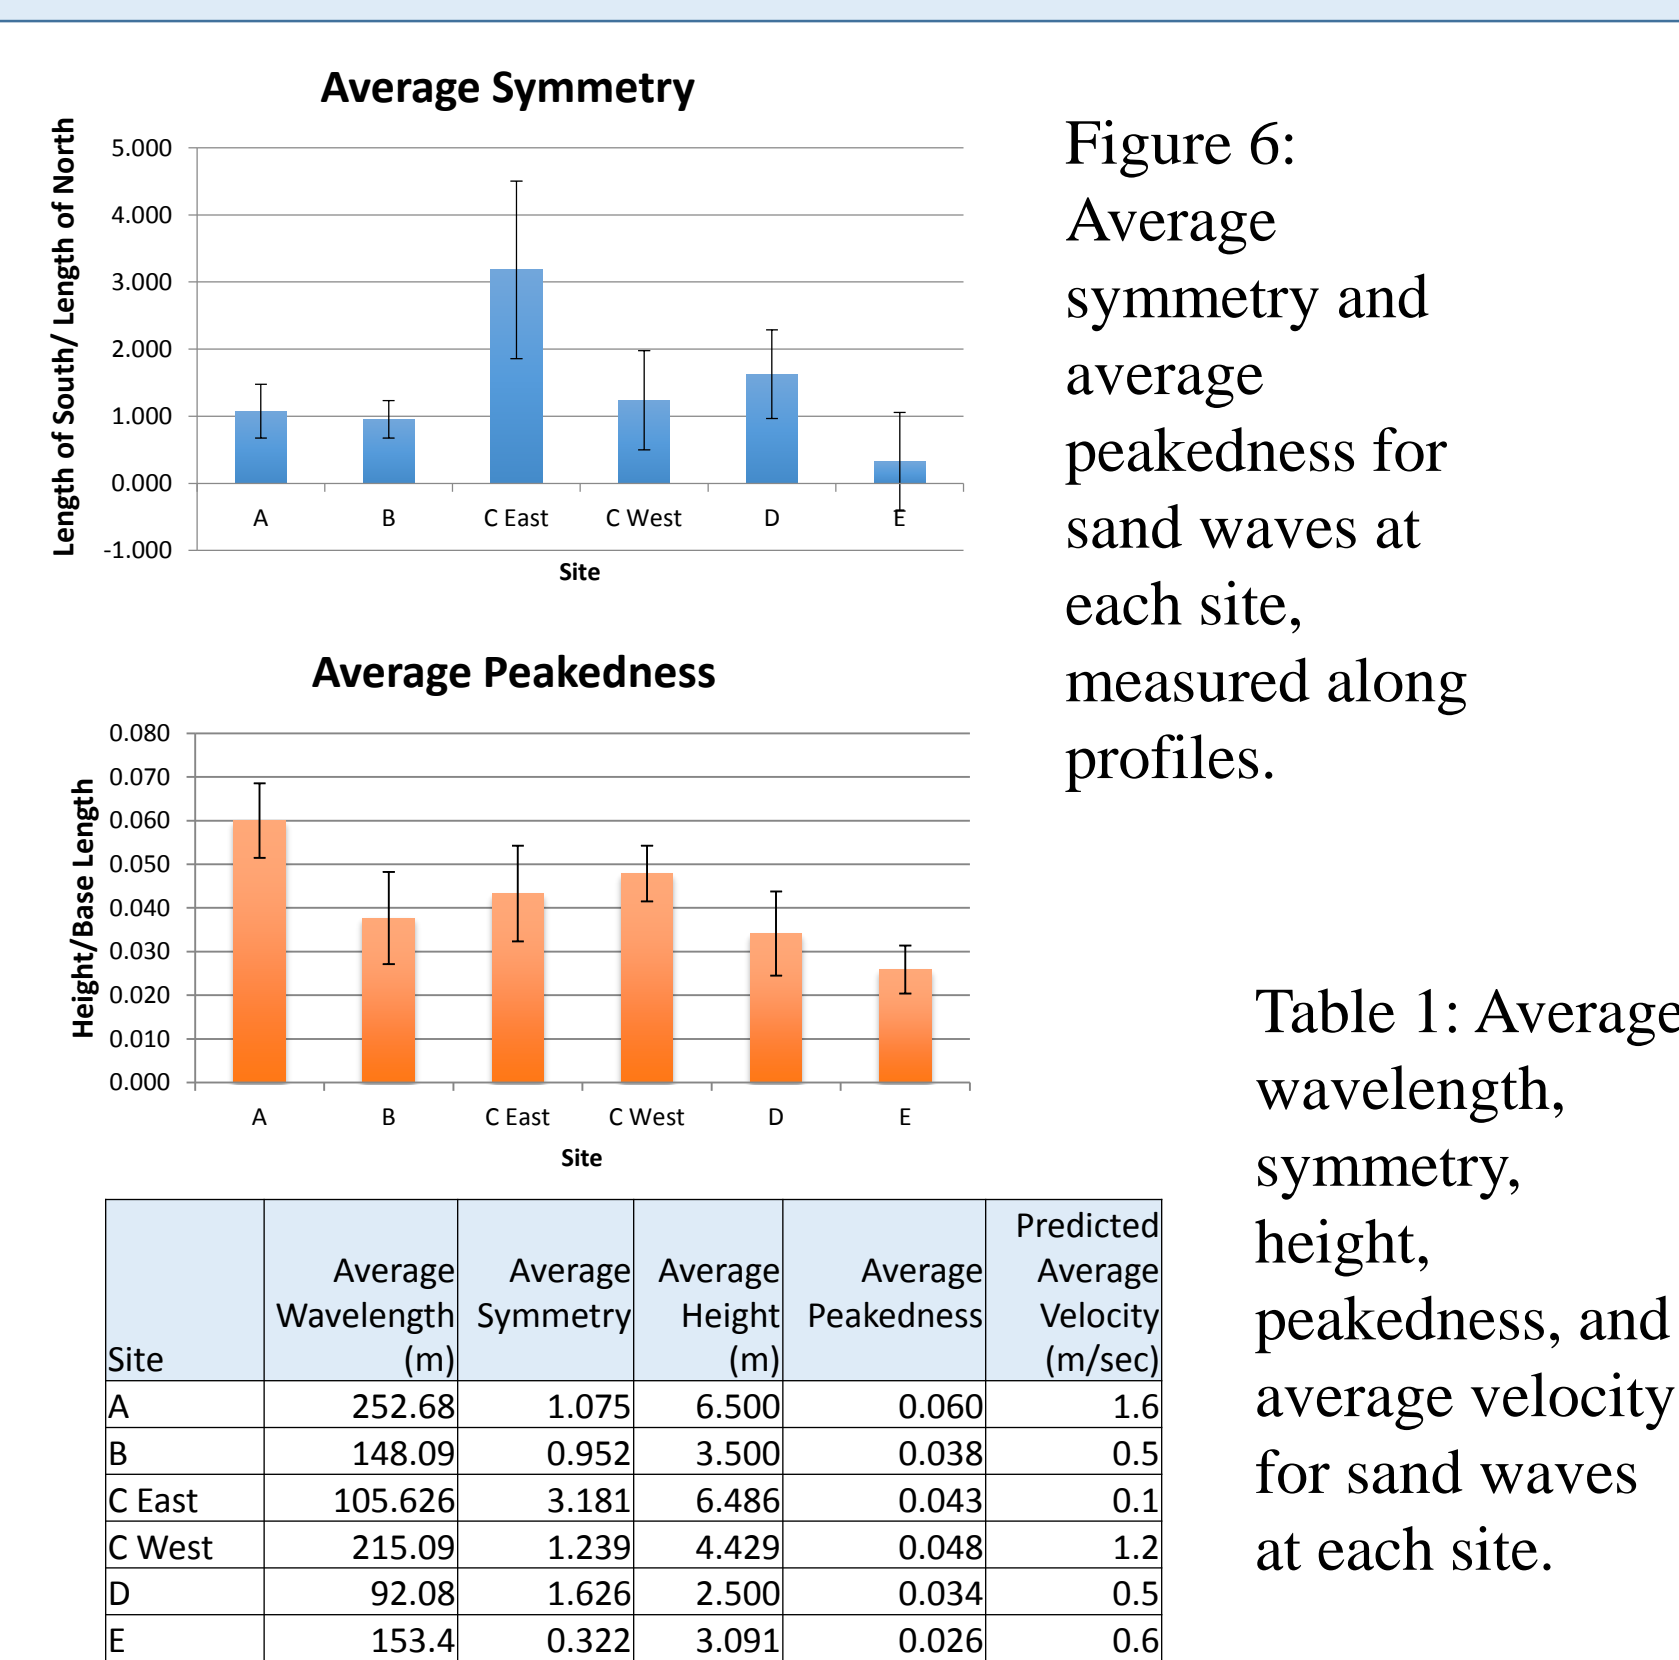 Average Symmetry
Length of South/ Length of North
5.000
4.000
3.000
2.000
1.000
0.000
-1.000
A B C East C West D E
Site
Figure 6:
Average
symmetry and
average
peakedness for
sand waves at
each site,
measured along
profiles.
Average Peakedness
Height/Base Length
0.080
0.070
0.060
0.050
0.040
0.030
0.020
0.010
0.000
A B C East C West D E
Site
Table 1: Average
wavelength,
symmetry,
height,
peakedness, and
average velocity
for sand waves
at each site.
Site Average Wavelength (m) Average Symmetry Average Height (m) Average Peakedness Predicted Average Velocity (m/sec)
A 252.68 1.075 6.500 0.060 1.6
B 148.09 0.952 3.500 0.038 0.5
C East 105.626 3.181 6.486 0.043 0.1
C West 215.09 1.239 4.429 0.048 1.2
D 92.08 1.626 2.500 0.034 0.5
E 153.4 0.322 3.091 0.026 0.6